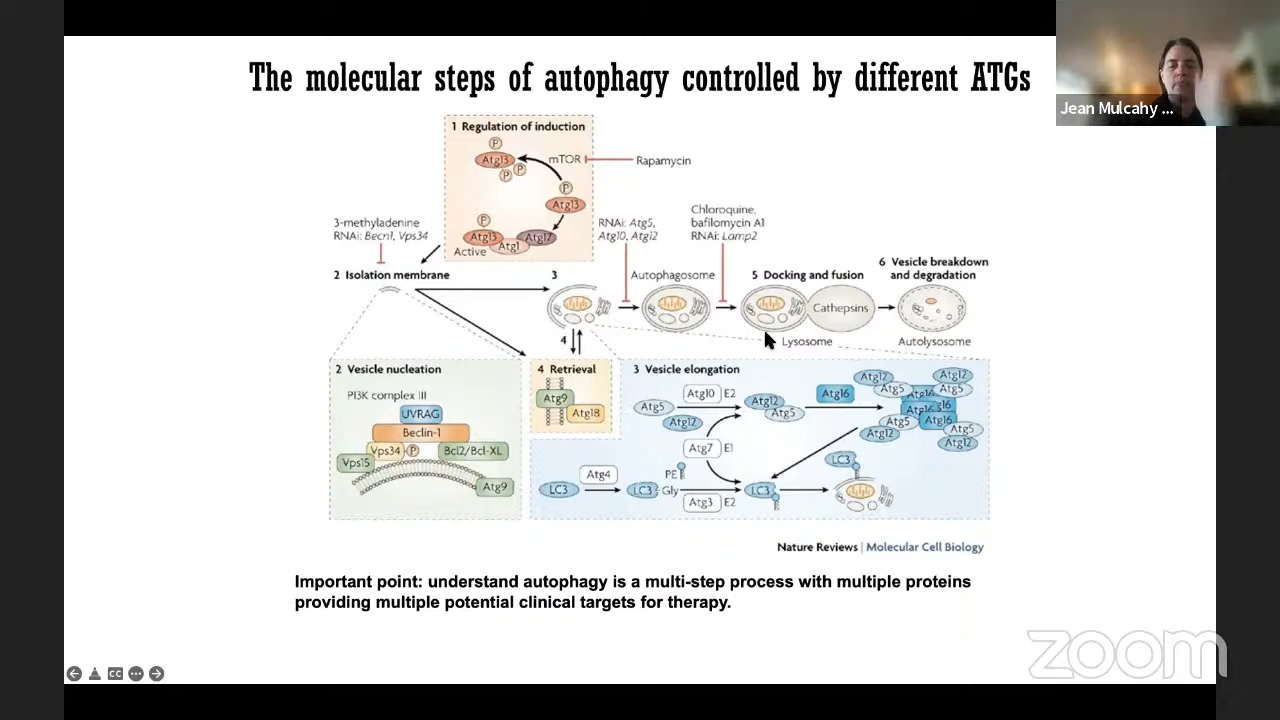 The molecular steps of autophagy controlled by different ATGs
Jean Mulcahy ...
1 Regulation of induction
P
Atg13
P
P
mTOR
Rapamycin
P
Atg13
P
Atg13
Atg1
Atg17
Active
3-methyladenine
RNAi: Becn1, Vps34
RNAi: Atg5,
Atg10, Atg12
Chloroquine,
bafilomycin A1
RNAi: Lamp2
2 Isolation membrane
3
Autophagosome
5 Docking and fusion
6 Vesicle breakdown
and degradation
Cathepsins
Lysosome
Autolysosome
4
2 Vesicle nucleation
PI3K complex III
UVRAG
Beclin-1
Vps34
P
Bcl2/Bcl-XL
Vps15
Atg9
4 Retrieval
Atg9
Atg18
3 Vesicle elongation
Atg5
Atg12
Atg10 E2
Atg12
Atg5
Atg16
Atg12
Atg5
Atg16
Atg12
Atg5
Atg16
Atg16
Atg5
Atg12
Atg5
Atg12
Atg7 E1
LC3
Atg4
LC3 Gly
PE
Atg3 E2
LC3
LC3
Nature Reviews | Molecular Cell Biology
Important point: understand autophagy is a multi-step process with multiple proteins
providing multiple potential clinical targets for therapy.
CC
zoom